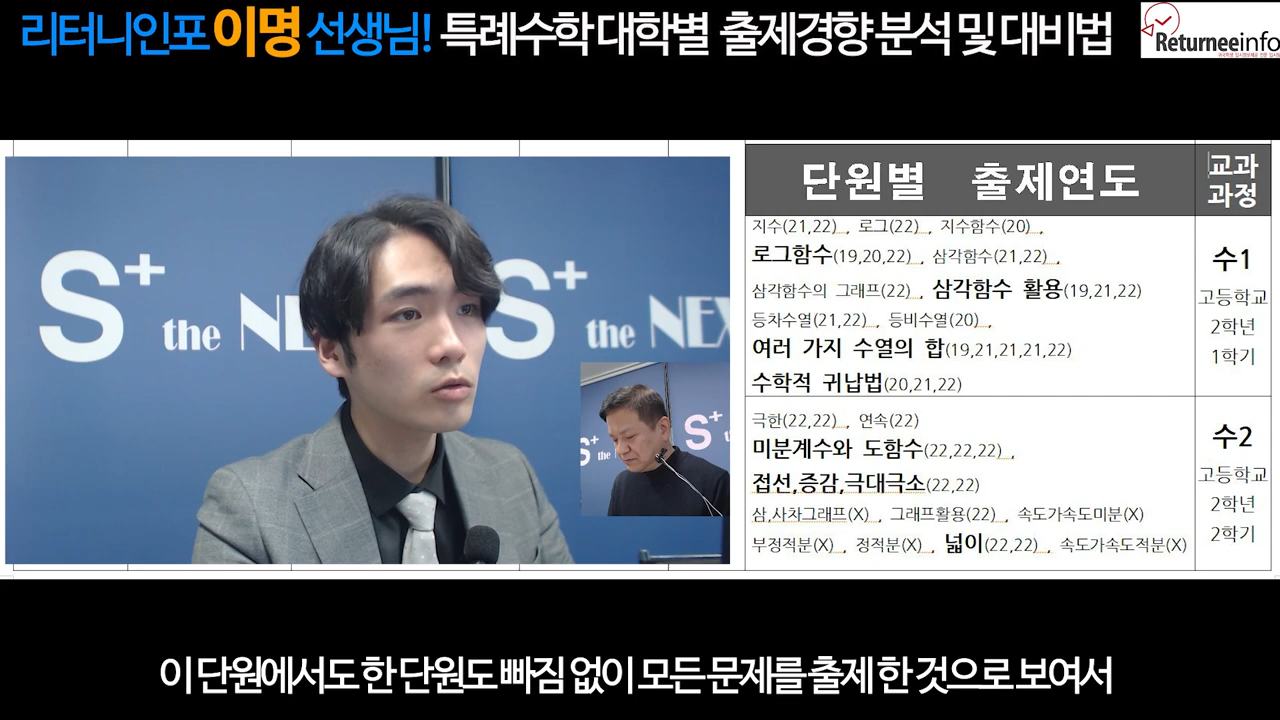 리터니인포 이명 선생님! 특례수학 대학별 출제경향 분석 및 대비법
Returneeinfo
S+ the NEX
S+ the NEX
S+ the
S+
단원별 출제연도
교과
과정
지수(21,22) , 로그(22) , 지수함수(20) ,
로그함수(19,20,22) , 삼각함수(21,22) ,
삼각함수의 그래프(22) , 삼각함수 활용(19,21,22)
등차수열(21,22) , 등비수열(20) ,
여러 가지 수열의 합(19,21,21,21,22)
수학적 귀납법(20,21,22)
수1
고등학교
2학년
1학기
극한(22,22) , 연속(22)
미분계수와 도함수(22,22,22) ,
접선,증감,극대극소(22,22)
삼,사차그래프(X) , 그래프활용(22) , 속도가속도미분(X)
부정적분(X) , 정적분(X) , 넓이(22,22) , 속도가속도적분(X)
수2
고등학교
2학년
2학기
이 단원에서도 한 단원도 빠짐 없이 모든 문제를 출제 한 것으로 보여서